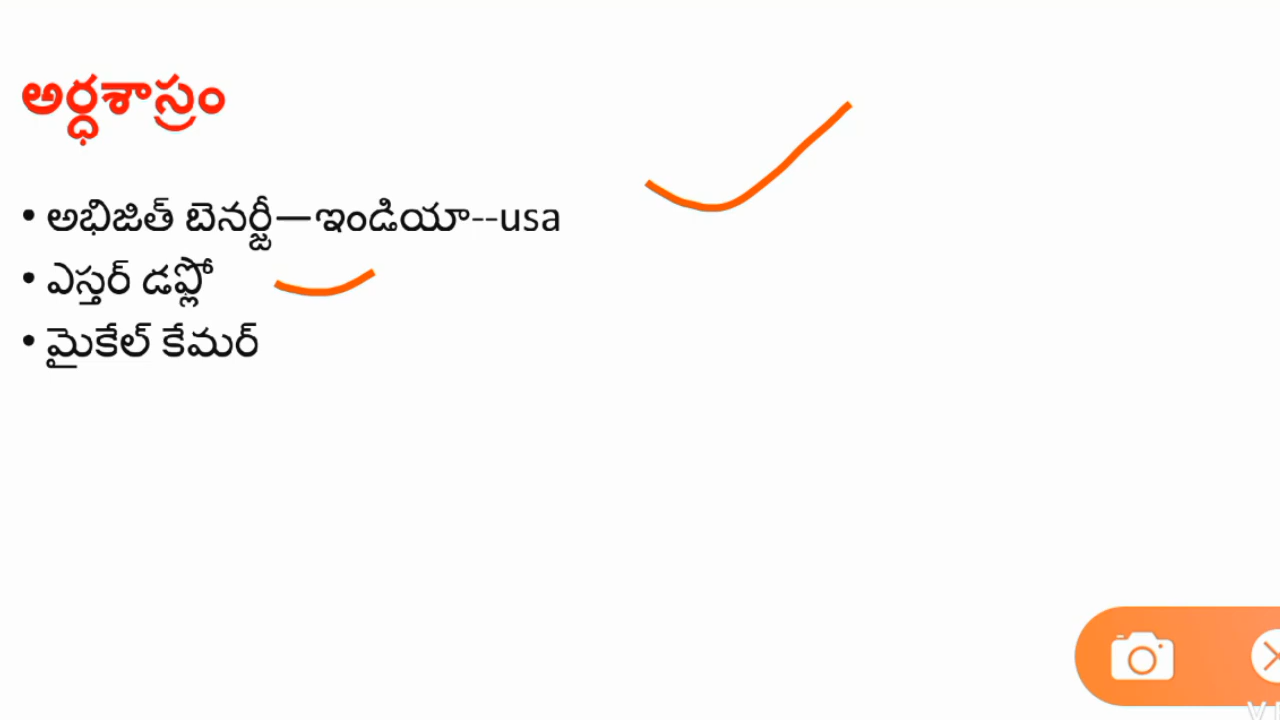 అర్ధశాస్రం
• అభిజిత్ బెనర్జీ—ఇండియా--usa
• ఎస్తర్ డఫ్లో
• మైకేల్ కేమర్